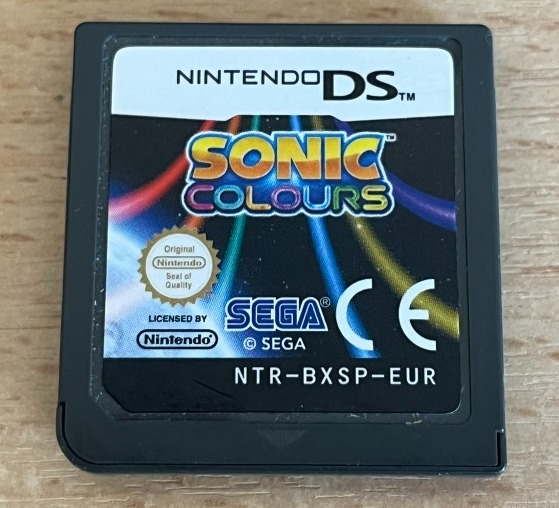 NINTENDO DS™
SONIC™
COLOURS
Original
Nintendo
Seal of
Quality
LICENSED BY
Nintendo®
SEGA®
© SEGA
CE
NTR-BXSP-EUR